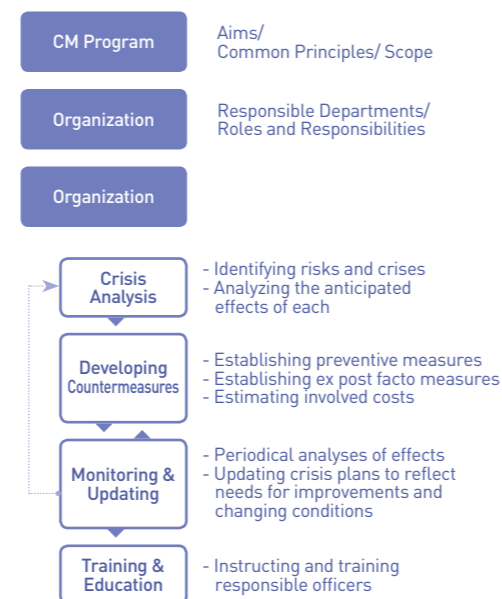 CM Program
Aims/
Common Principles/ Scope
Organization
Responsible Departments/
Roles and Responsibilities
Organization
Crisis
Analysis
- Identifying risks and crises
- Analyzing the anticipated
effects of each
Developing
Countermeasures
- Establishing preventive measures
- Establishing ex post facto measures
- Estimating involved costs
Monitoring &
Updating
- Periodical analyses of effects
- Updating crisis plans to reflect
needs for improvements and
changing conditions
Training &
Education
- Instructing and training
responsible officers